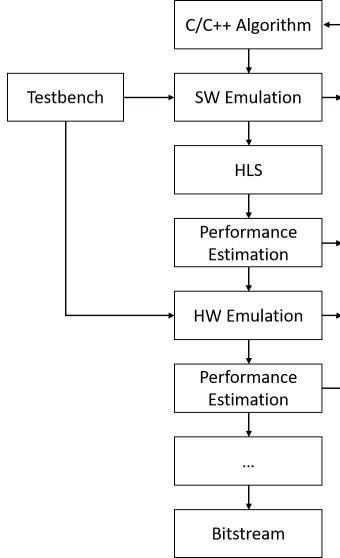 C/C++ Algorithm
Testbench
SW Emulation
HLS
Performance
Estimation
HW Emulation
Performance
Estimation
...
Bitstream